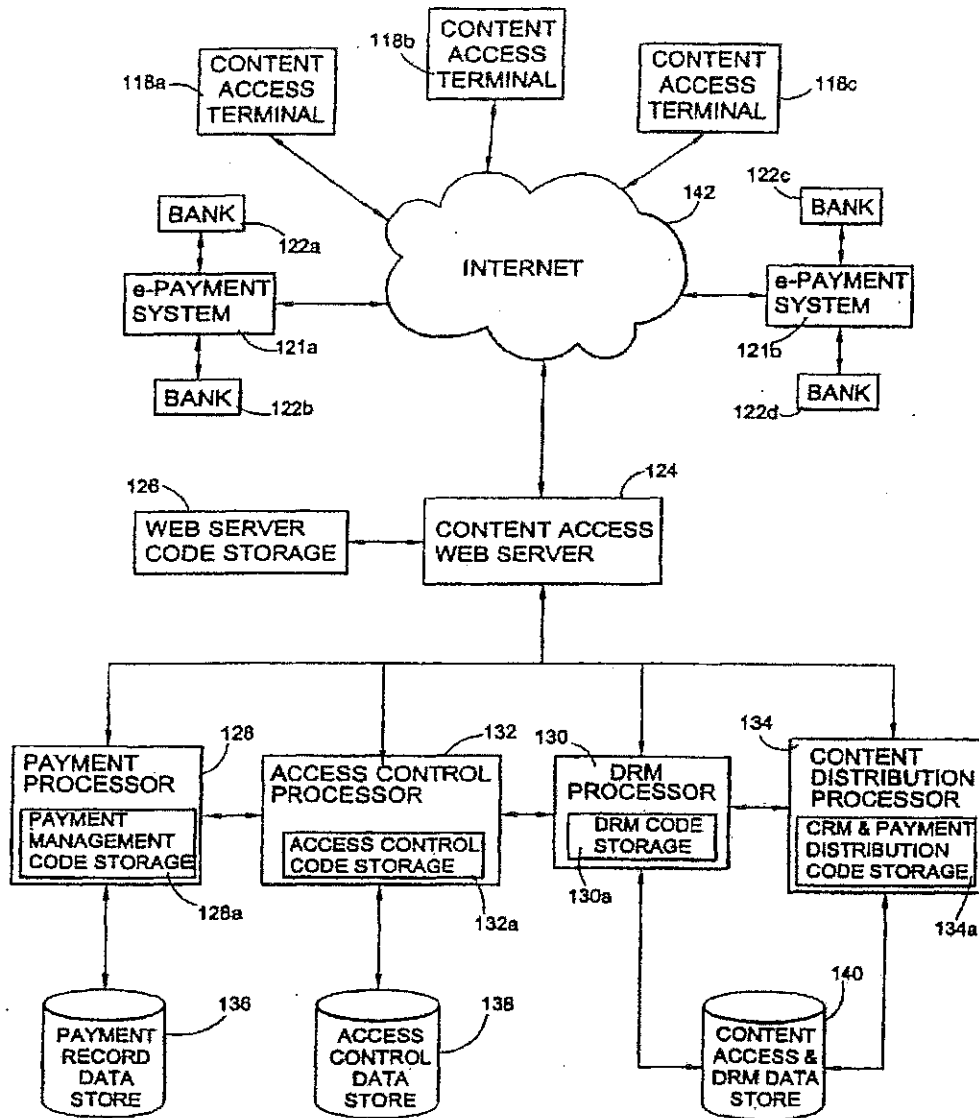 118a
CONTENT
ACCESS
TERMINAL
118b
CONTENT
ACCESS
TERMINAL
CONTENT
ACCESS
TERMINAL
118c
BANK
122a
e-PAYMENT
SYSTEM
121a
BANK
122b
INTERNET
142
122c
BANK
e-PAYMENT
SYSTEM
121b
BANK
122d
126
WEB SERVER
CODE STORAGE
124
CONTENT ACCESS
WEB SERVER
128
PAYMENT
PROCESSOR
PAYMENT
MANAGEMENT
CODE STORAGE
128a
132
ACCESS CONTROL
PROCESSOR
ACCESS CONTROL
CODE STORAGE
132a
130
DRM
PROCESSOR
DRM CODE
STORAGE
130a
134
CONTENT
DISTRIBUTION
PROCESSOR
CRM & PAYMENT
DISTRIBUTION
CODE STORAGE
134a
136
PAYMENT
RECORD
DATA
STORE
138
ACCESS
CONTROL
DATA
STORE
140
CONTENT
ACCESS &
DRM DATA
STORE